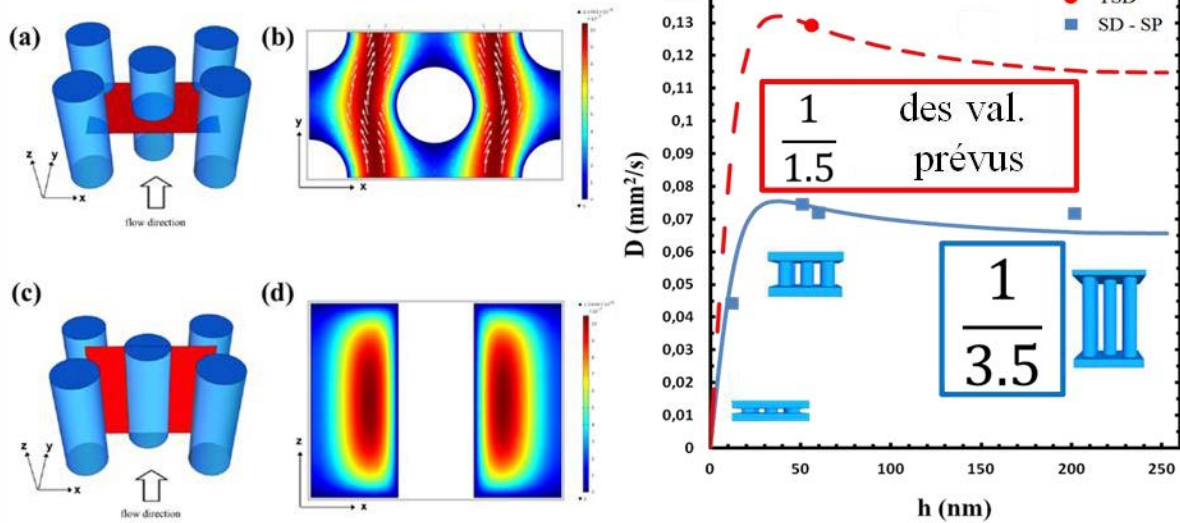 (a)
z
y
x
flow direction
(b)
y
x
(c)
z
y
x
flow direction
(d)
z
x
D (mm²/s)
0,13
0,12
0,11
0,1
0,09
0,08
0,07
0,06
0,05
0,04
0,03
0,02
0,01
0
0 50 100 150 200 250
h (nm)
SD - SP
1
1.5
des val.
prévus
1
3.5